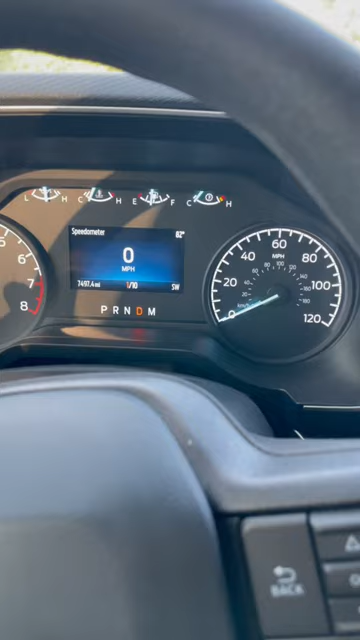 L H C H E F C H
Speedometer 82°
0
MPH
7497.4 mi 1/10 SW
P R N D M
5
6
7
8
0 20 40 60 80 100 120
MPH
BACK